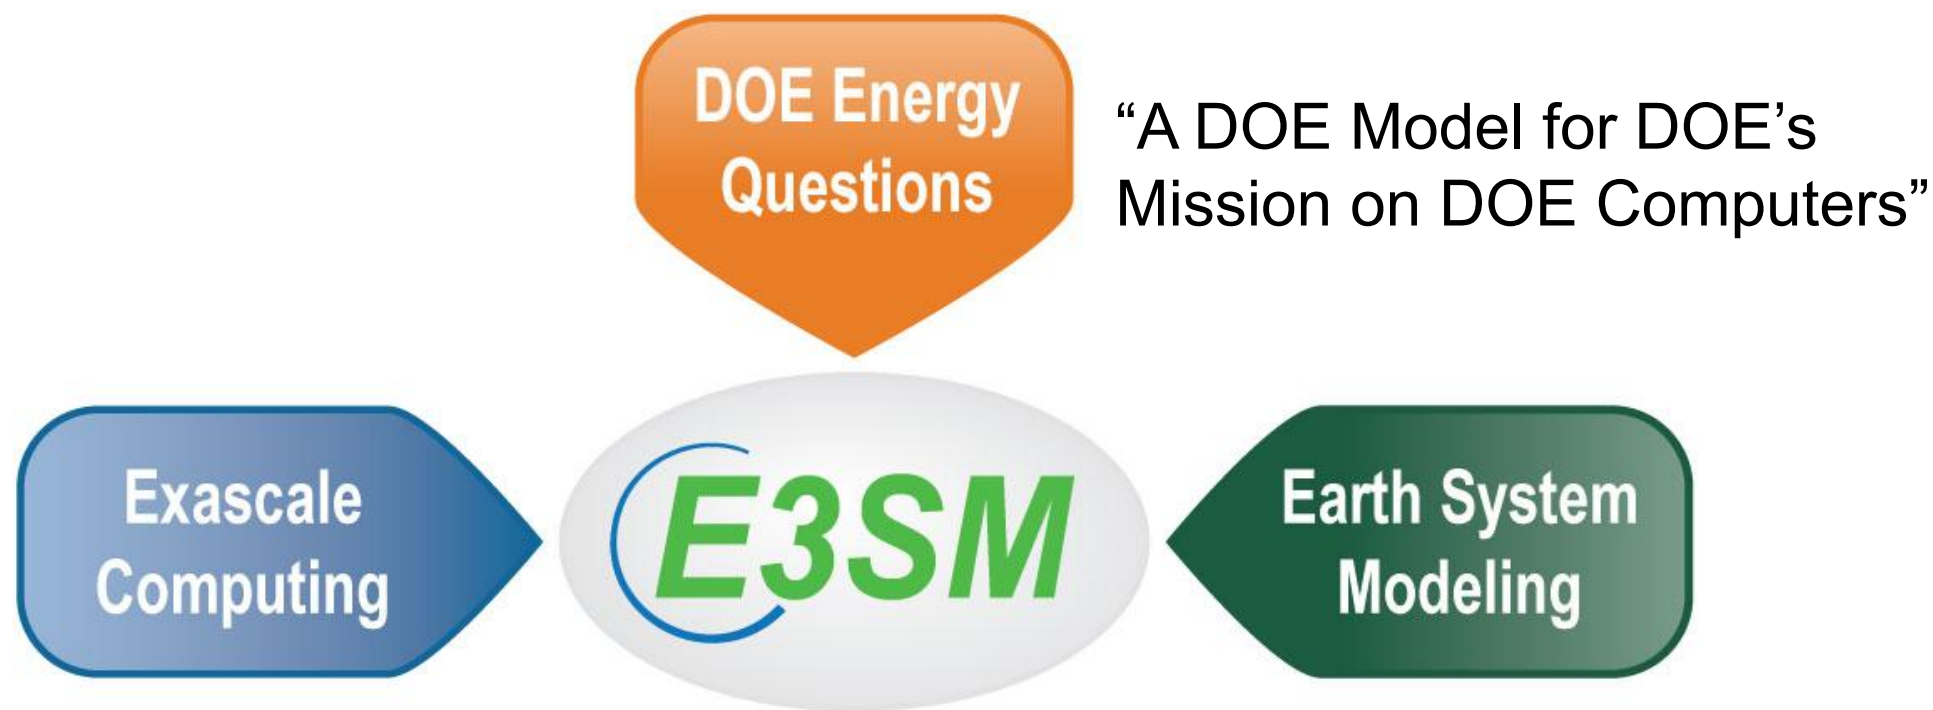 DOE Energy
Questions
“A DOE Model for DOE’s
Mission on DOE Computers”
Exascale
Computing
E3SM
Earth System
Modeling